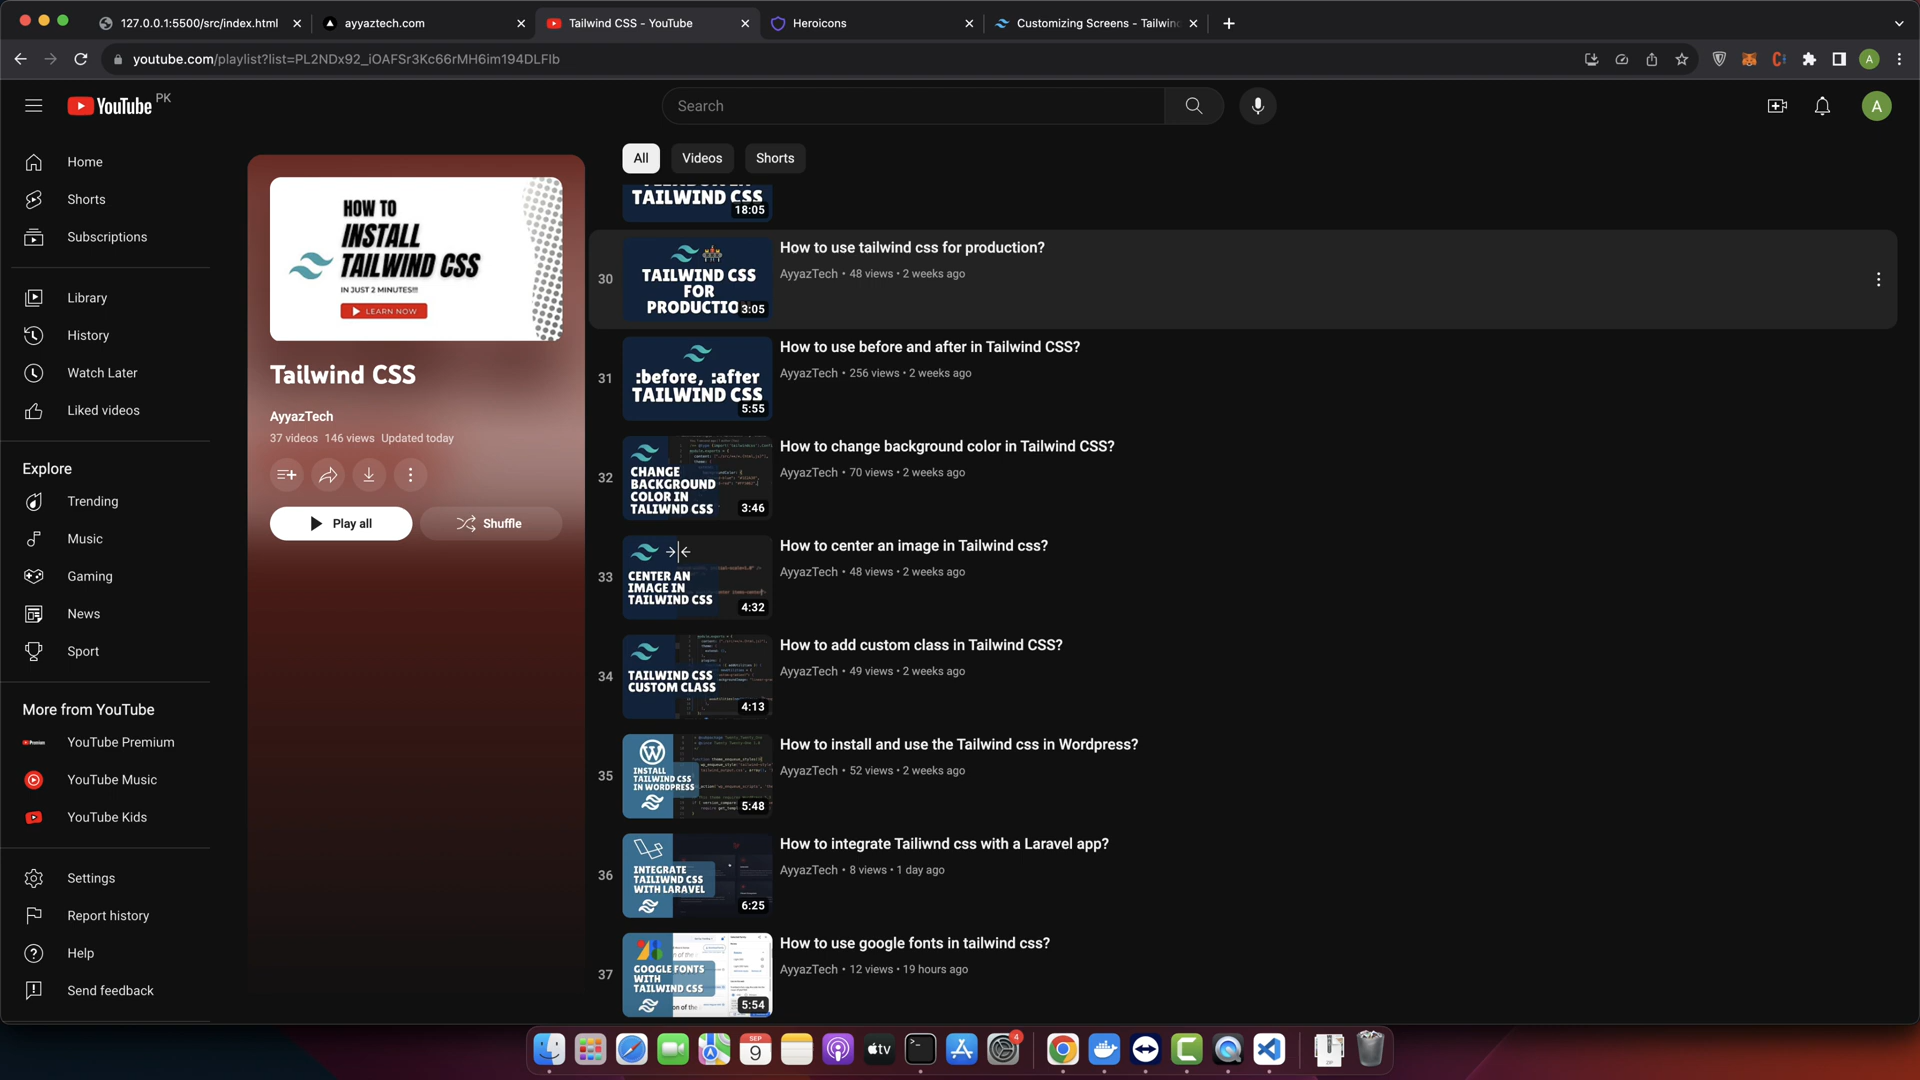 127.0.0.1:5500/src/index.html
ayyaztech.com
Tailwind CSS - YouTube
Heroicons
Customizing Screens - Tailwin
youtube.com/playlist?list=PL2NDx92_iOAFSr3Kc66rMH6im194DLFIb
A
YouTube PK
Search
A
Home
Shorts
Subscriptions
Library
History
Watch Later
Liked videos
Explore
Trending
Music
Gaming
News
Sport
More from YouTube
Premium
YouTube Premium
YouTube Music
YouTube Kids
Settings
Report history
Help
Send feedback
HOW TO
INSTALL
TAILWIND CSS
IN JUST 2 MINUTES!!!
LEARN NOW
Tailwind CSS
AyyazTech
37 videos 146 views Updated today
Play all
Shuffle
All
Videos
Shorts
TAILWIND CSS
18:05
30
TAILWIND CSS
FOR
PRODUCTIO
3:05
How to use tailwind css for production?
AyyazTech • 48 views • 2 weeks ago
31
:before, :after
TAILWIND CSS
5:55
How to use before and after in Tailwind CSS?
AyyazTech • 256 views • 2 weeks ago
32
CHANGE
BACKGROUND
COLOR IN
TALIWND CSS
3:46
How to change background color in Tailwind CSS?
AyyazTech • 70 views • 2 weeks ago
33
CENTER AN
IMAGE IN
TAILWIND CSS
4:32
How to center an image in Tailwind css?
AyyazTech • 48 views • 2 weeks ago
34
TAILWIND CSS
CUSTOM CLASS
4:13
How to add custom class in Tailwind CSS?
AyyazTech • 49 views • 2 weeks ago
35
INSTALL
TAILWIND CSS
IN WORDPRESS
5:48
How to install and use the Tailwind css in Wordpress?
AyyazTech • 52 views • 2 weeks ago
36
INTEGRATE
TAILIWND CSS
WITH LARAVEL
6:25
How to integrate Tailiwnd css with a Laravel app?
AyyazTech • 8 views • 1 day ago
37
GOOGLE FONTS
WITH
TAILWIND CSS
5:54
How to use google fonts in tailwind css?
AyyazTech • 12 views • 19 hours ago
SEP
9
tv
4
ZIP